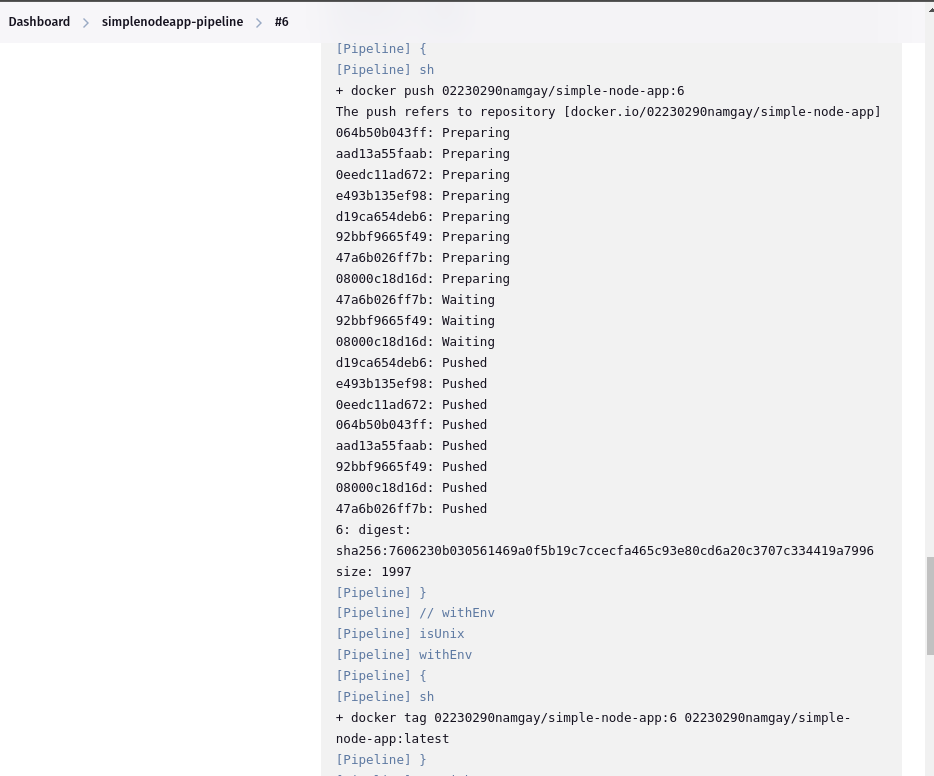 Dashboard > simplenodeapp-pipeline > #6
[Pipeline] {
[Pipeline] sh
+ docker push 02230290namgay/simple-node-app:6
The push refers to repository [docker.io/02230290namgay/simple-node-app]
064b50b043ff: Preparing
aad13a55faab: Preparing
0eedc11ad672: Preparing
e493b135ef98: Preparing
d19ca654deb6: Preparing
92bbf9665f49: Preparing
47a6b026ff7b: Preparing
08000c18d16d: Preparing
47a6b026ff7b: Waiting
92bbf9665f49: Waiting
08000c18d16d: Waiting
d19ca654deb6: Pushed
e493b135ef98: Pushed
0eedc11ad672: Pushed
064b50b043ff: Pushed
aad13a55faab: Pushed
92bbf9665f49: Pushed
08000c18d16d: Pushed
47a6b026ff7b: Pushed
6: digest:
sha256:7606230b030561469a0f5b19c7ccecfa465c93e80cd6a20c3707c334419a7996
size: 1997
[Pipeline] }
[Pipeline] // withEnv
[Pipeline] isUnix
[Pipeline] withEnv
[Pipeline] {
[Pipeline] sh
+ docker tag 02230290namgay/simple-node-app:6 02230290namgay/simple-
node-app:latest
[Pipeline] }